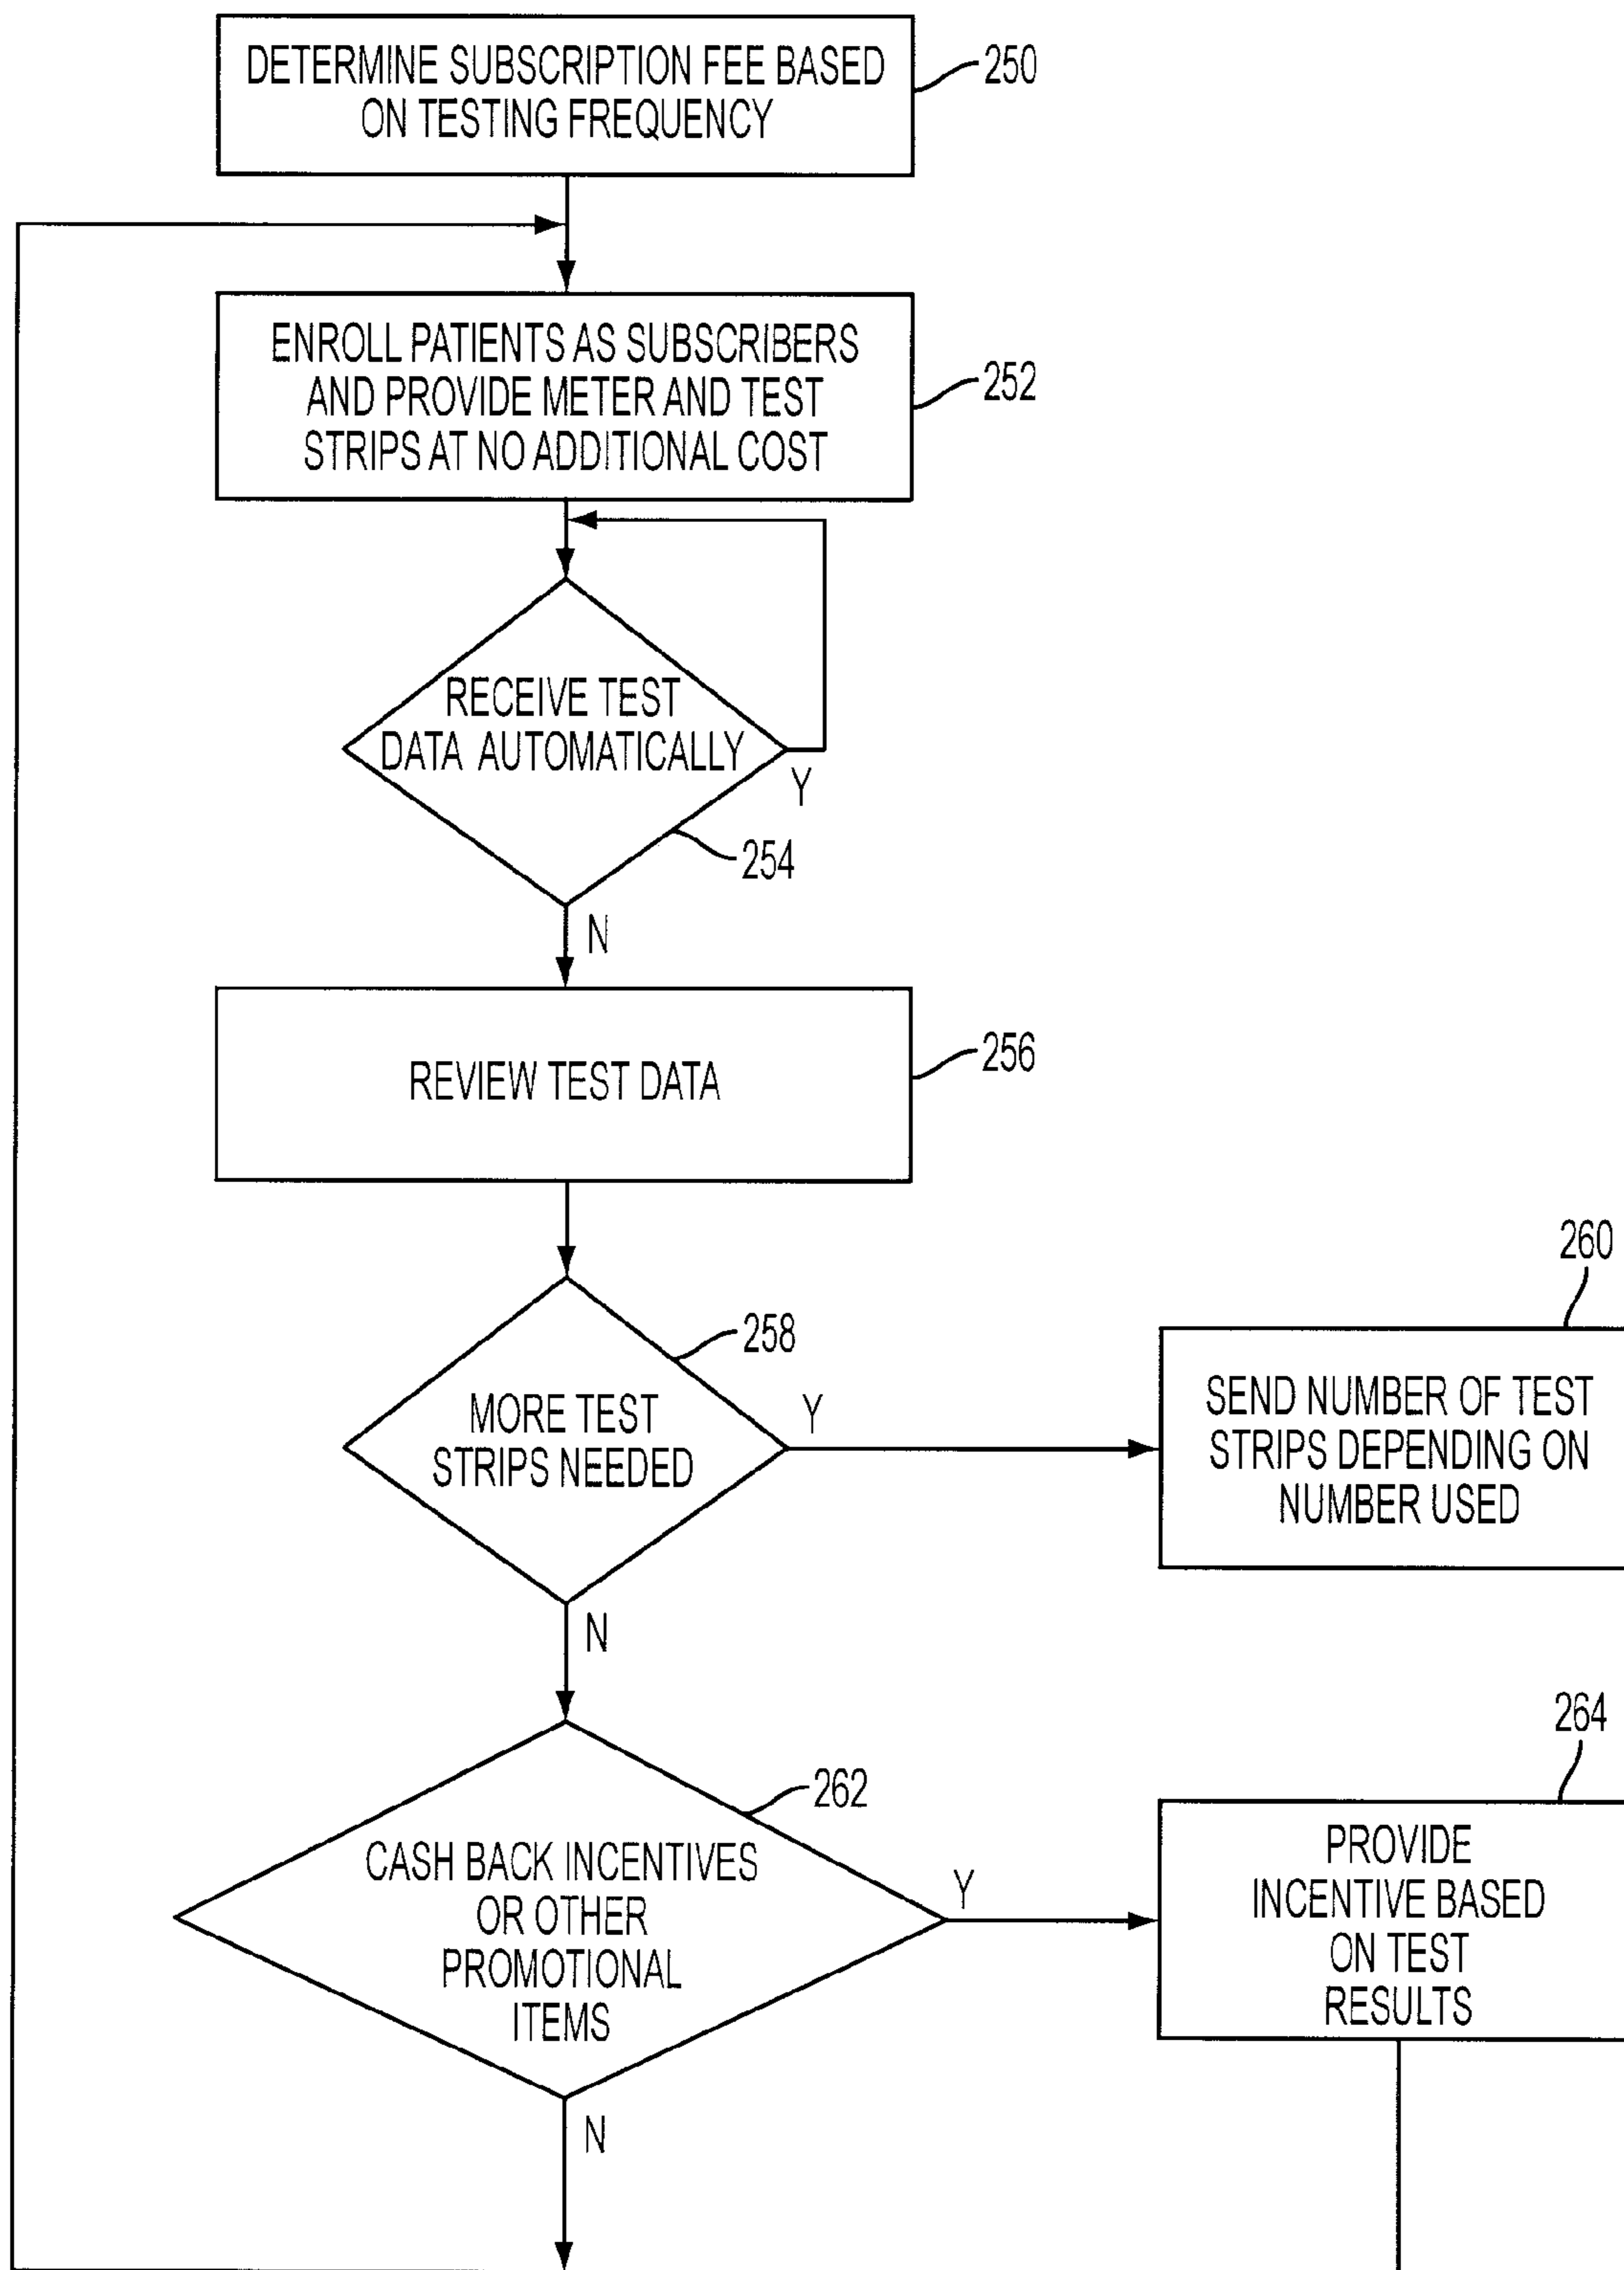 DETERMINE SUBSCRIPTION FEE BASED
ON TESTING FREQUENCY
250
ENROLL PATIENTS AS SUBSCRIBERS
AND PROVIDE METER AND TEST
STRIPS AT NO ADDITIONAL COST
252
RECEIVE TEST
DATA AUTOMATICALLY
Y
254
N
REVIEW TEST DATA
256
MORE TEST
STRIPS NEEDED
258
Y
N
260
SEND NUMBER OF TEST
STRIPS DEPENDING ON
NUMBER USED
CASH BACK INCENTIVES
OR OTHER
PROMOTIONAL
ITEMS
262
Y
N
264
PROVIDE
INCENTIVE BASED
ON TEST
RESULTS